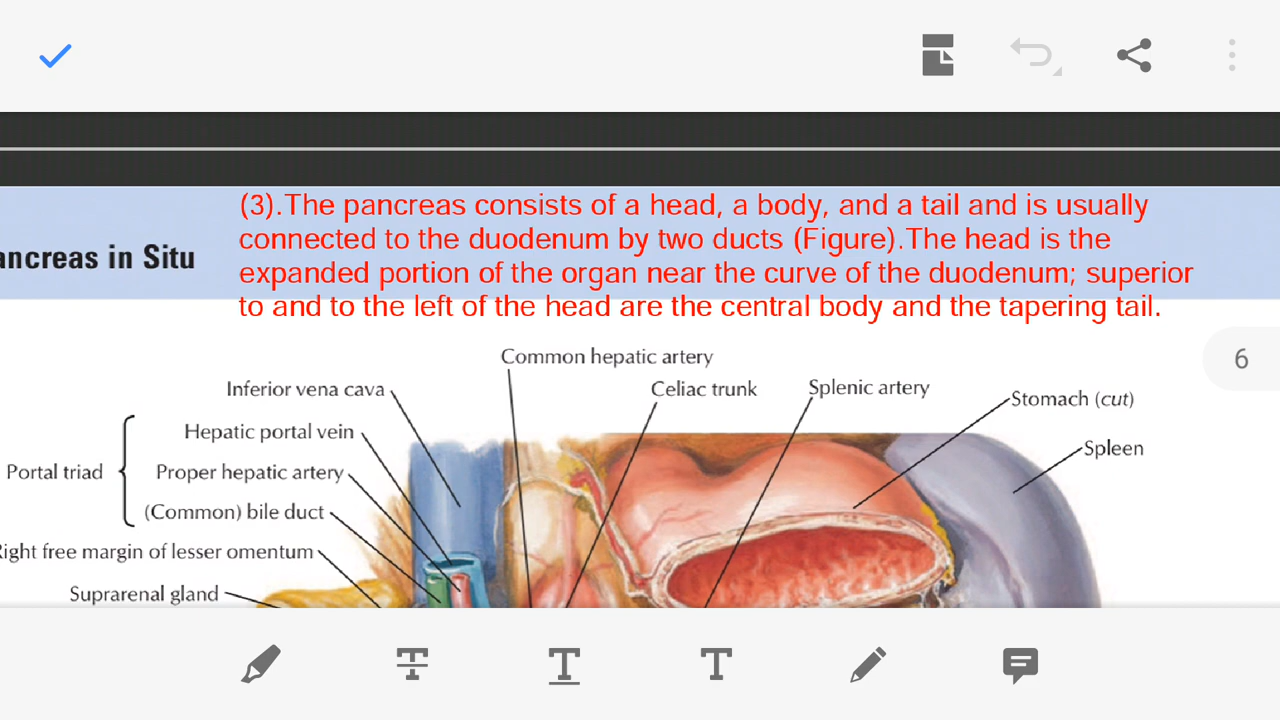 (3).The pancreas consists of a head, a body, and a tail and is usually
connected to the duodenum by two ducts (Figure).The head is the
ancreas in Situ
expanded portion of the organ near the curve of the duodenum; superior
to and to the left of the head are the central body and the tapering tail.
Common hepatic artery
6
Inferior vena cava
Celiac trunk
Splenic artery
Stomach (cut)
Hepatic portal vein
Spleen
Portal triad
Proper hepatic artery
(Common) bile duct
Right free margin of lesser omentum
Suprarenal gland